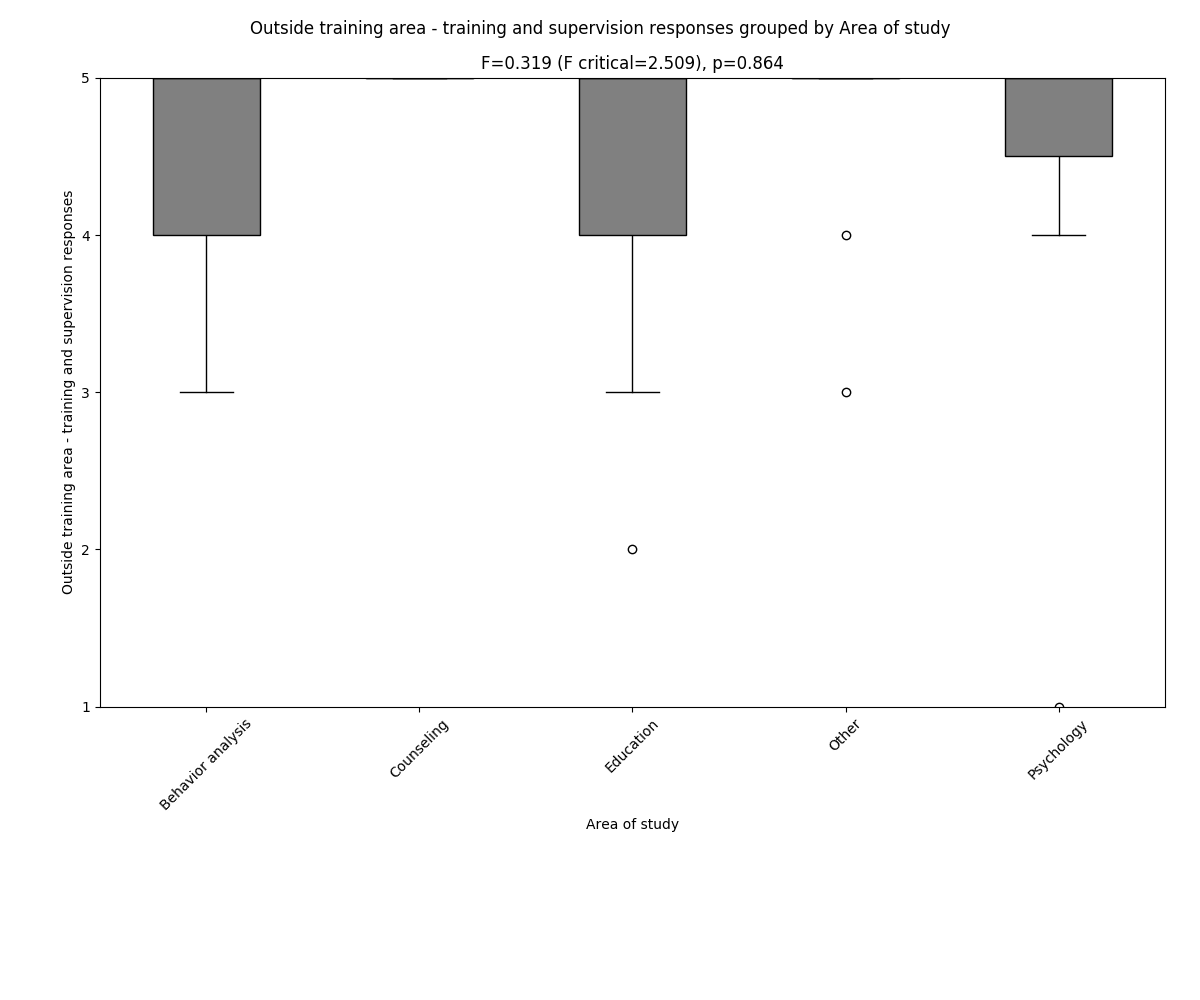 Outside training area - training and supervision responses grouped by Area of study
F=0.319 (F critical=2.509), p=0.864
Outside training area - training and supervision responses
5
4
3
2
1
Behavior analysis
Counseling
Education
Other
Psychology
Area of study